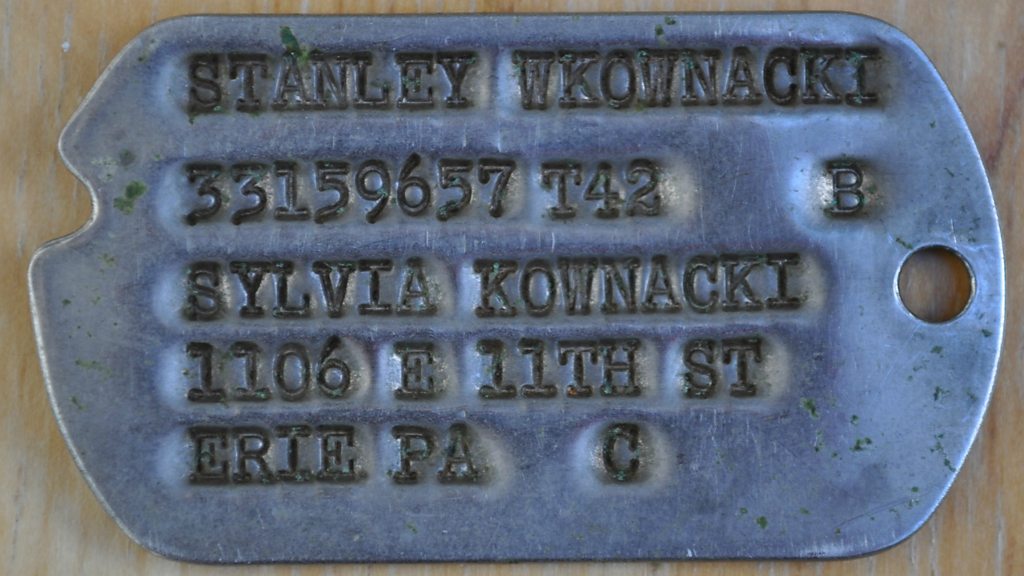 STANLEY WKOWNACKI
33159657 T42 B
SYLVIA KOWNACKI
1106 E 11TH ST
ERIE PA C